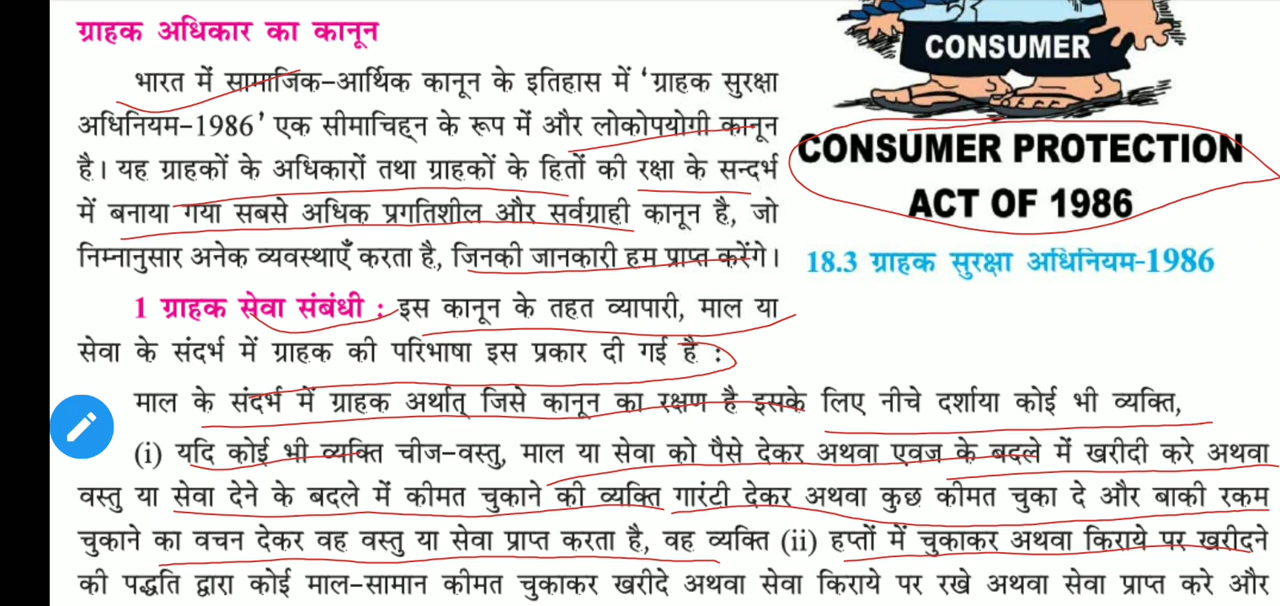 ग्राहक अधिकार का कानून
भारत में सामाजिक-आर्थिक कानून के इतिहास में ‘ग्राहक सुरक्षा
अधिनियम-1986’ एक सीमाचिह्न के रूप में और लोकोपयोगी कानून
है। यह ग्राहकों के अधिकारों तथा ग्राहकों के हितों की रक्षा के सन्दर्भ
में बनाया गया सबसे अधिक प्रगतिशील और सर्वग्राही कानून है, जो
निम्नानुसार अनेक व्यवस्थाएँ करता है, जिनकी जानकारी हम प्राप्त करेंगे।
CONSUMER
CONSUMER PROTECTION
ACT OF 1986
18.3 ग्राहक सुरक्षा अधिनियम-1986
1 ग्राहक सेवा संबंधी : इस कानून के तहत व्यापारी, माल या
सेवा के संदर्भ में ग्राहक की परिभाषा इस प्रकार दी गई है :
माल के संदर्भ में ग्राहक अर्थात् जिसे कानून का रक्षण है इसके लिए नीचे दर्शाया कोई भी व्यक्ति,
(i) यदि कोई भी व्यक्ति चीज-वस्तु, माल या सेवा को पैसे देकर अथवा एवज के बदले में खरीदी करे अथवा
वस्तु या सेवा देने के बदले में कीमत चुकाने की व्यक्ति गारंटी देकर अथवा कुछ कीमत चुका दे और बाकी रकम
चुकाने का वचन देकर वह वस्तु या सेवा प्राप्त करता है, वह व्यक्ति (ii) हप्तों में चुकाकर अथवा किराये पर खरीदने
की पद्धति द्वारा कोई माल-सामान कीमत चुकाकर खरीदे अथवा सेवा किराये पर रखे अथवा सेवा प्राप्त करे और